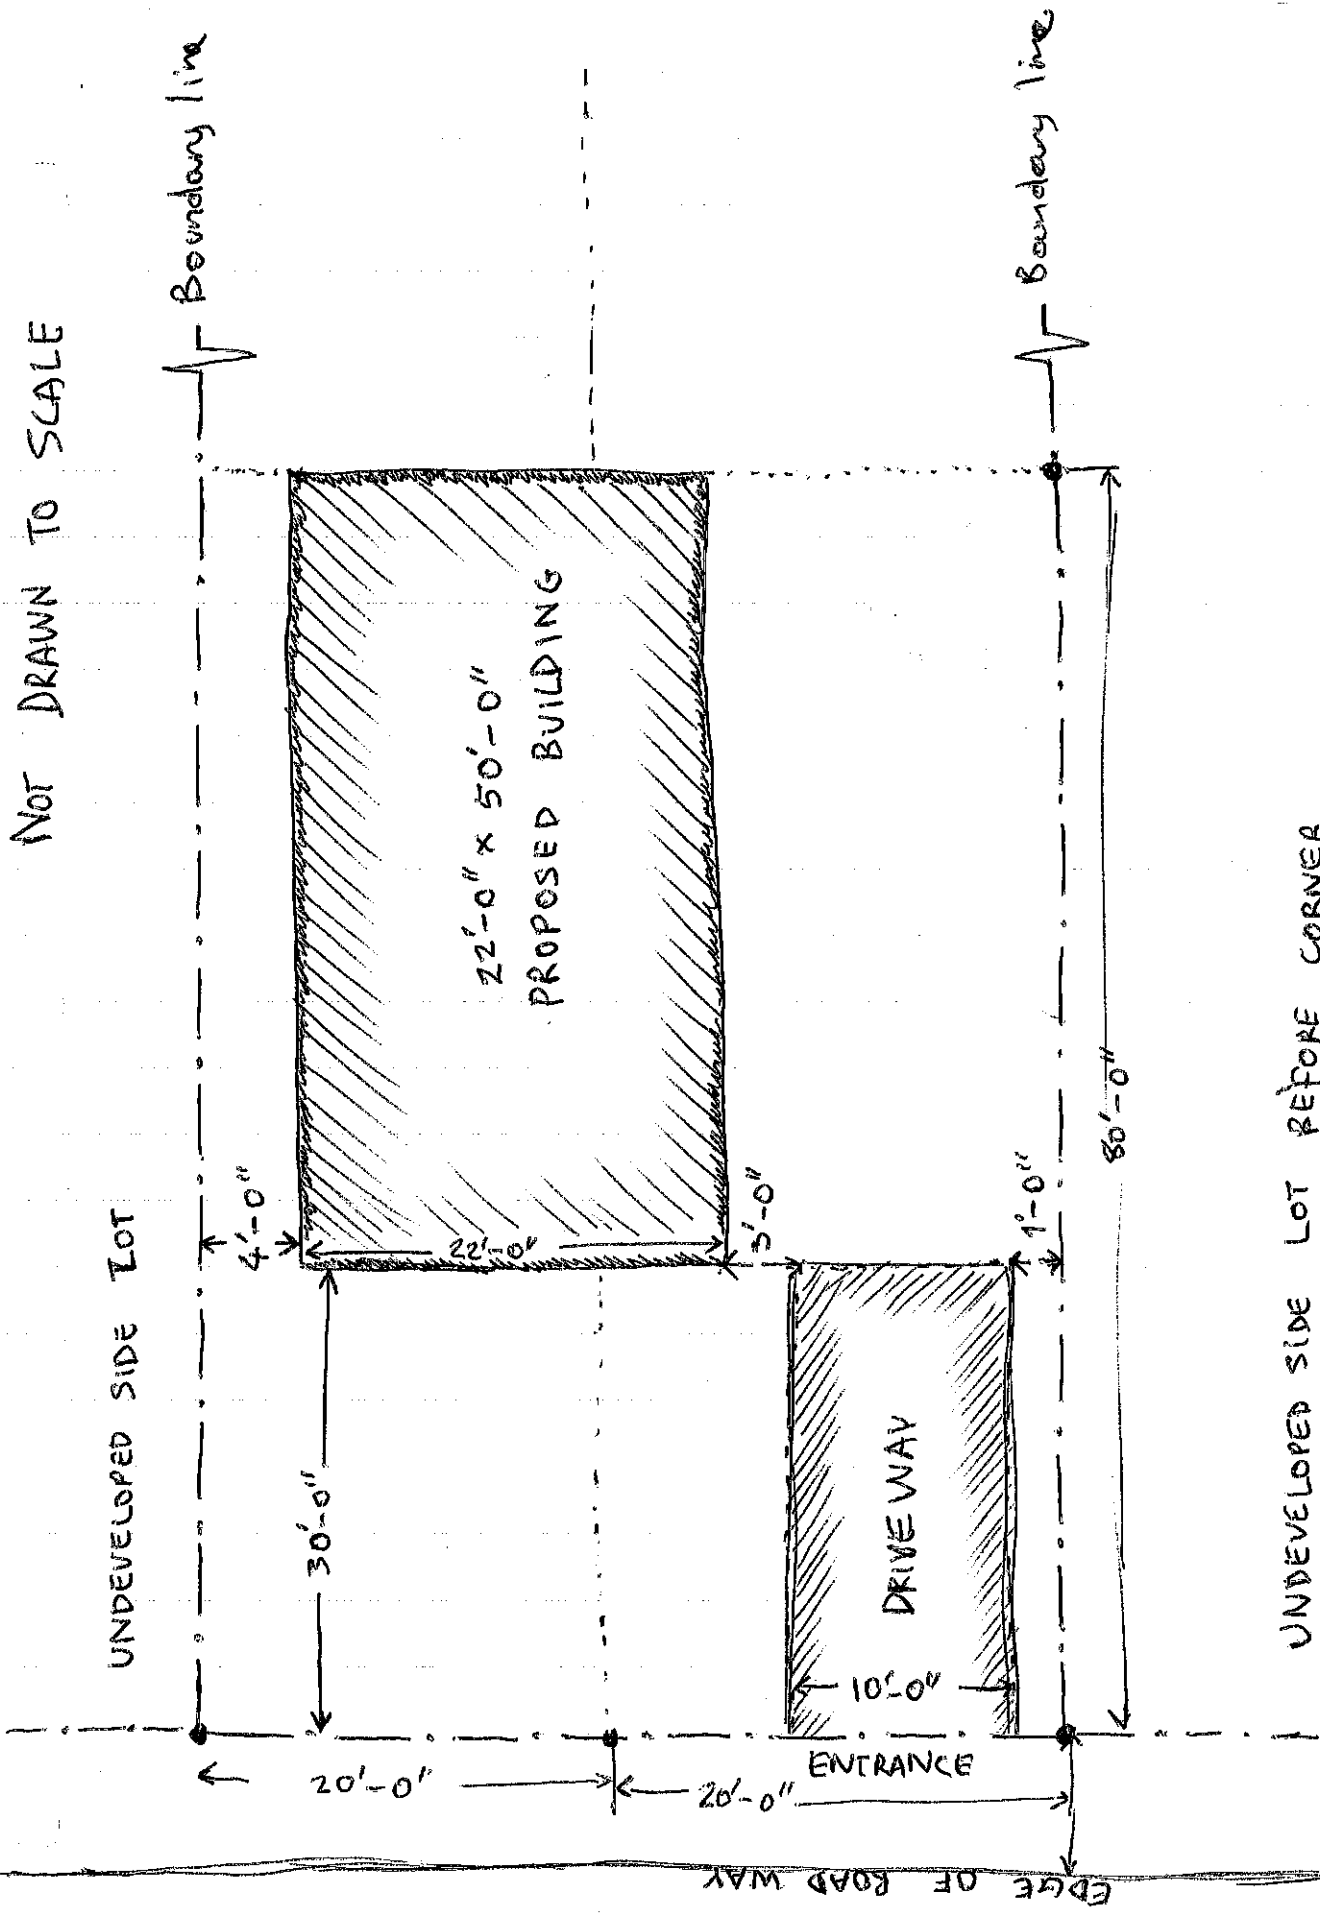 NOT DRAWN TO SCALE
UNDEVELOPED SIDE LOT
Boundary line
4'-0"
30'-0"
22'-0" x 50'-0"
PROPOSED BUILDING
22'-0"
20'-0"
3'-0"
20'-0"
ENTRANCE
10'-0"
DRIVEWAY
1'-0"
Boundary line
80'-0"
EDGE OF ROAD WAY
UNDEVELOPED SIDE LOT BEFORE CORNER